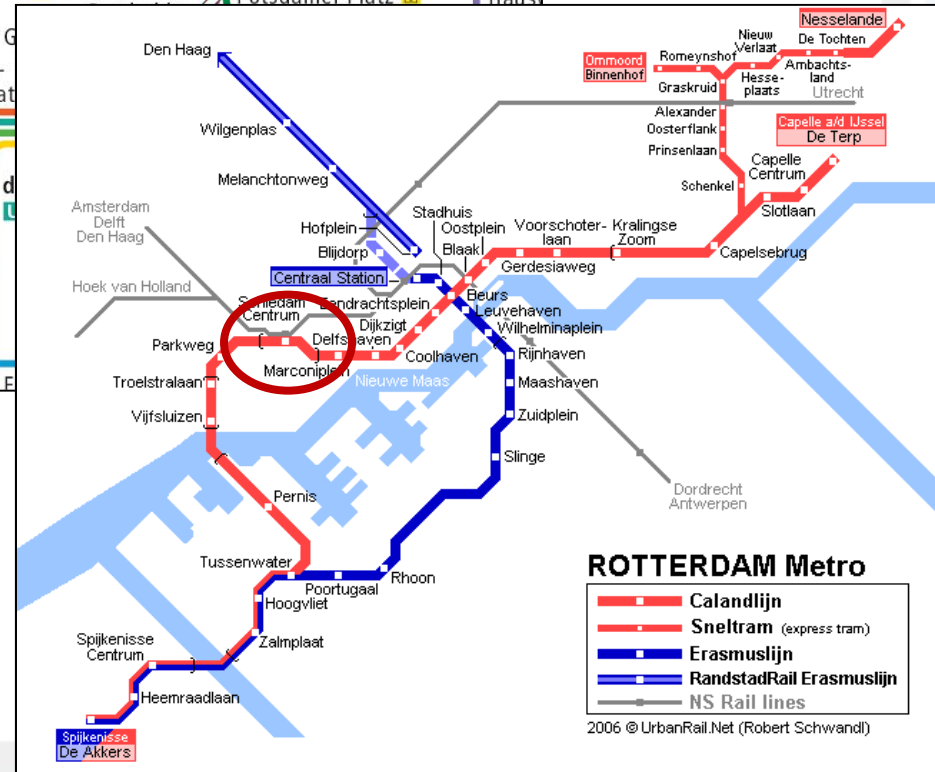 Potsdamer Platz
Den Haag
Wilgenplas
Melanchtonweg
Amsterdam
Delft
Den Haag
Hoek van Holland
Hofplein
Blijdorp
Centraal Station
Stadhuis
Oostplein
Blaak
Voorschoter-
laan
Kralingse
Zoom
Gerdesiaweg
Capelsebrug
Nesselande
De Tochten
Nieuw
Verlaat
Ommoord
Binnenhof
Romeynshof
Graskruid
Hesse-
plaats
Ambachts-
land
Utrecht
Alexander
Oosterflank
Prinsenlaan
Schenkel
Capelle a/d IJssel
De Terp
Capelle
Centrum
Slotlaan
Schiedam
Centrum
Eendrachtsplein
Beurs
Leuvehaven
Dijkzigt
Wilhelminaplein
Delfshaven
Coolhaven
Parkweg
Marconiplein
Rijnhaven
Troelstralaan
Nieuwe Maas
Maashaven
Vijfsluizen
Zuidplein
Slinge
Pernis
Dordrecht
Antwerpen
Tussenwater
Poortugaal
Rhoon
Hoogvliet
Zalmplaat
Spijkenisse
Centrum
Heemraadlaan
Spijkenisse
De Akkers
ROTTERDAM Metro
Calandlijn
Sneltram (express tram)
Erasmuslijn
RandstadRail Erasmuslijn
NS Rail lines
2006 © UrbanRail.Net (Robert Schwandl)